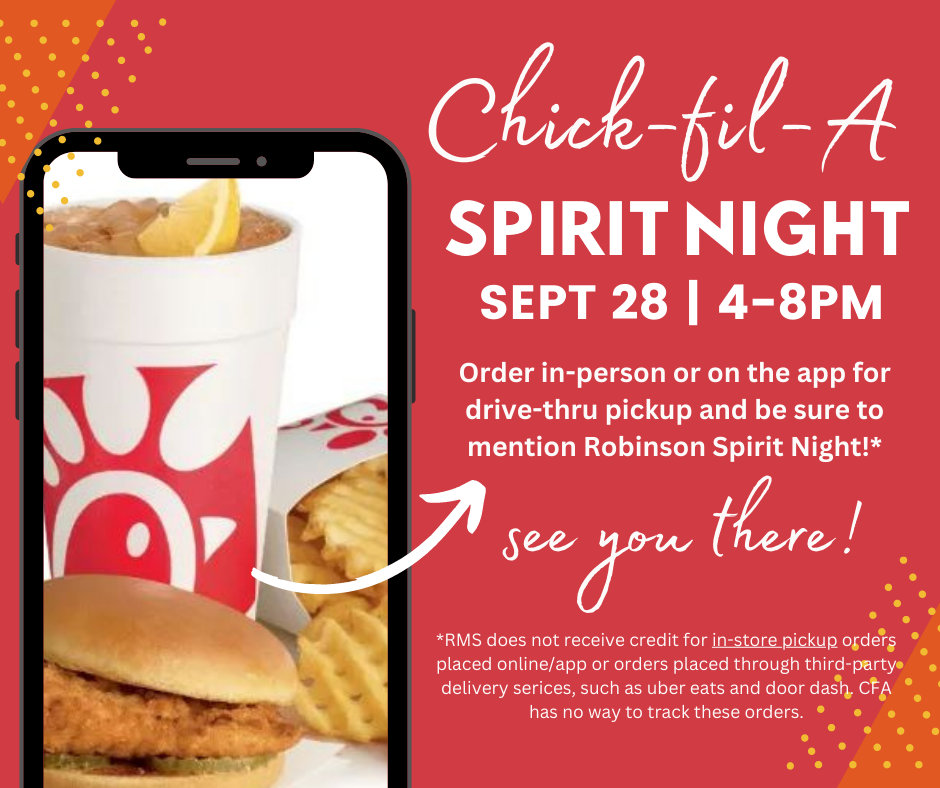 Chick-fil-A
SPIRIT NIGHT
SEPT 28 | 4-8PM
Order in-person or on the app for
drive-thru pickup and be sure to
mention Robinson Spirit Night!*
see you there!
*RMS does not receive credit for in-store pickup orders
placed online/app or orders placed through third-party
delivery serices, such as uber eats and door dash. CFA
has no way to track these orders.